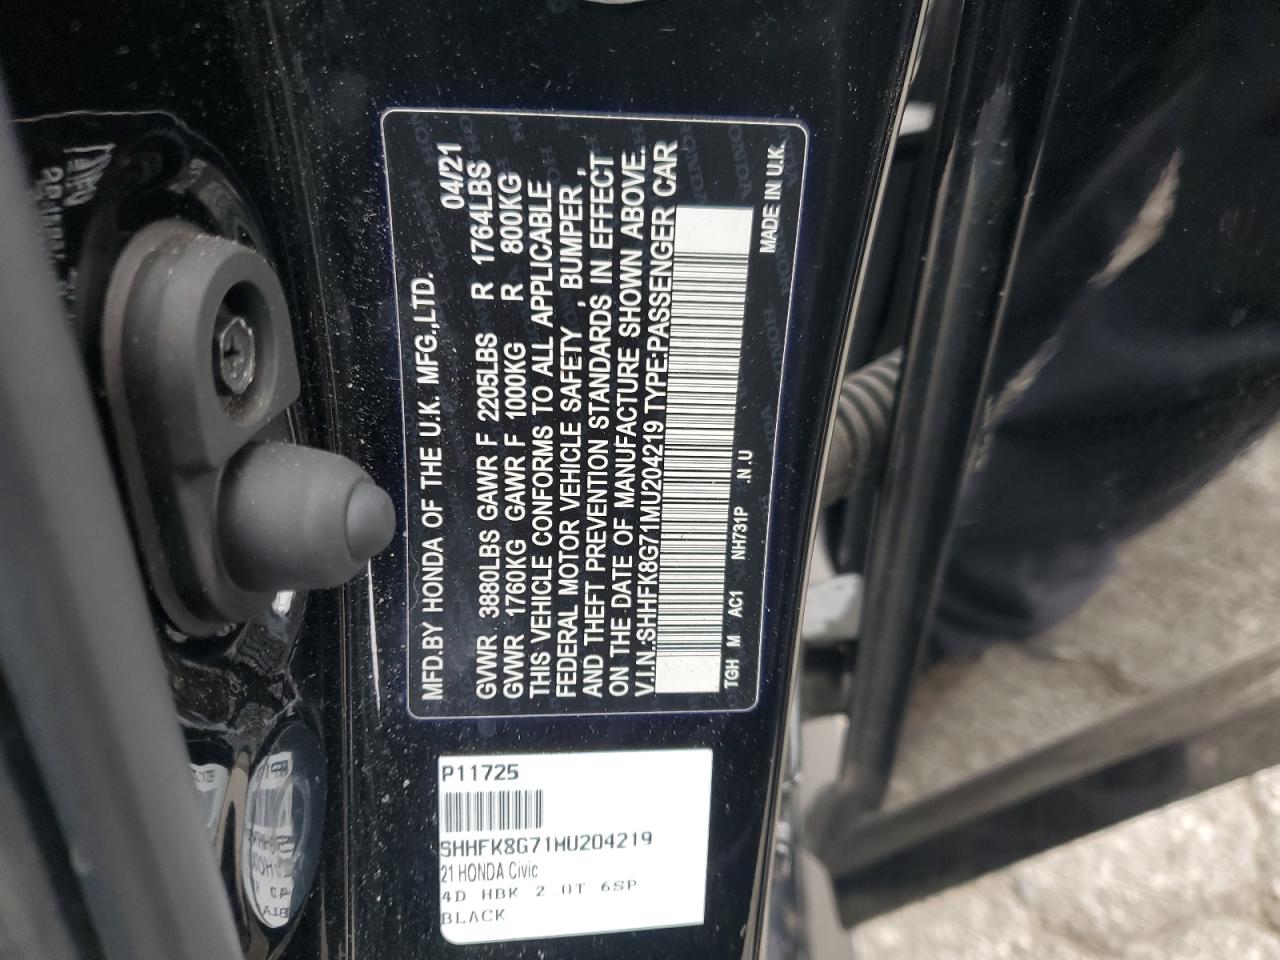 MFD.BY HONDA OF THE U.K. MFG.,LTD. 04/21
GVWR 3880LBS GAWR F 2205LBS R 1764LBS
GVWR 1760KG GAWR F 1000KG R 800KG
THIS VEHICLE CONFORMS TO ALL APPLICABLE
FEDERAL MOTOR VEHICLE SAFETY , BUMPER ,
AND THEFT PREVENTION STANDARDS IN EFFECT
ON THE DATE OF MANUFACTURE SHOWN ABOVE.
V.I.N.:SHHFK8G71MU204219 TYPE:PASSENGER CAR
TGH M AC1 NH731P .N.U MADE IN U.K.
P11725
SHHFK8G71MU204219
21 HONDA Civic
4D HBK 2 0T 6SP
BLACK